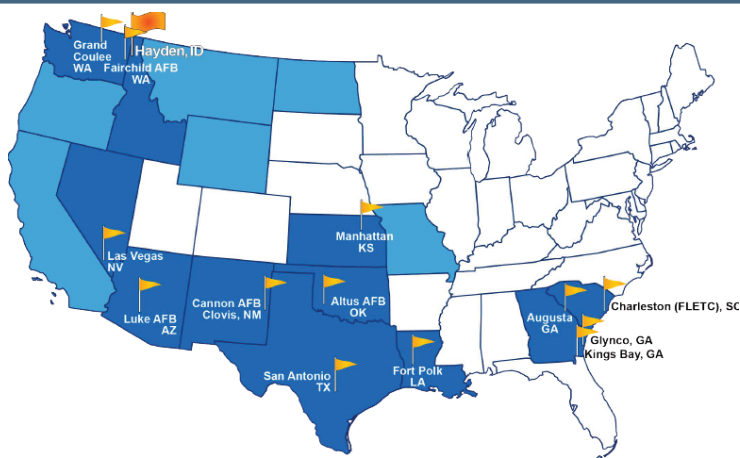 Grand
Coulee
WA
Hayden, ID
Fairchild AFB
WA
Manhattan
KS
Las Vegas
NV
Luke AFB
AZ
Cannon AFB
Clovis, NM
Altus AFB
OK
San Antonio
TX
Fort Polk
LA
Augusta
GA
Charleston (FLETC), SC
Glynco, GA
Kings Bay, GA